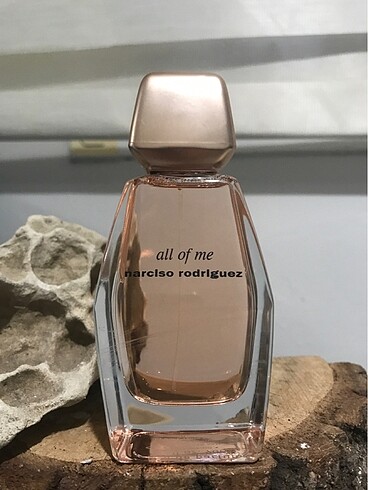 all of me
narciso rodriguez